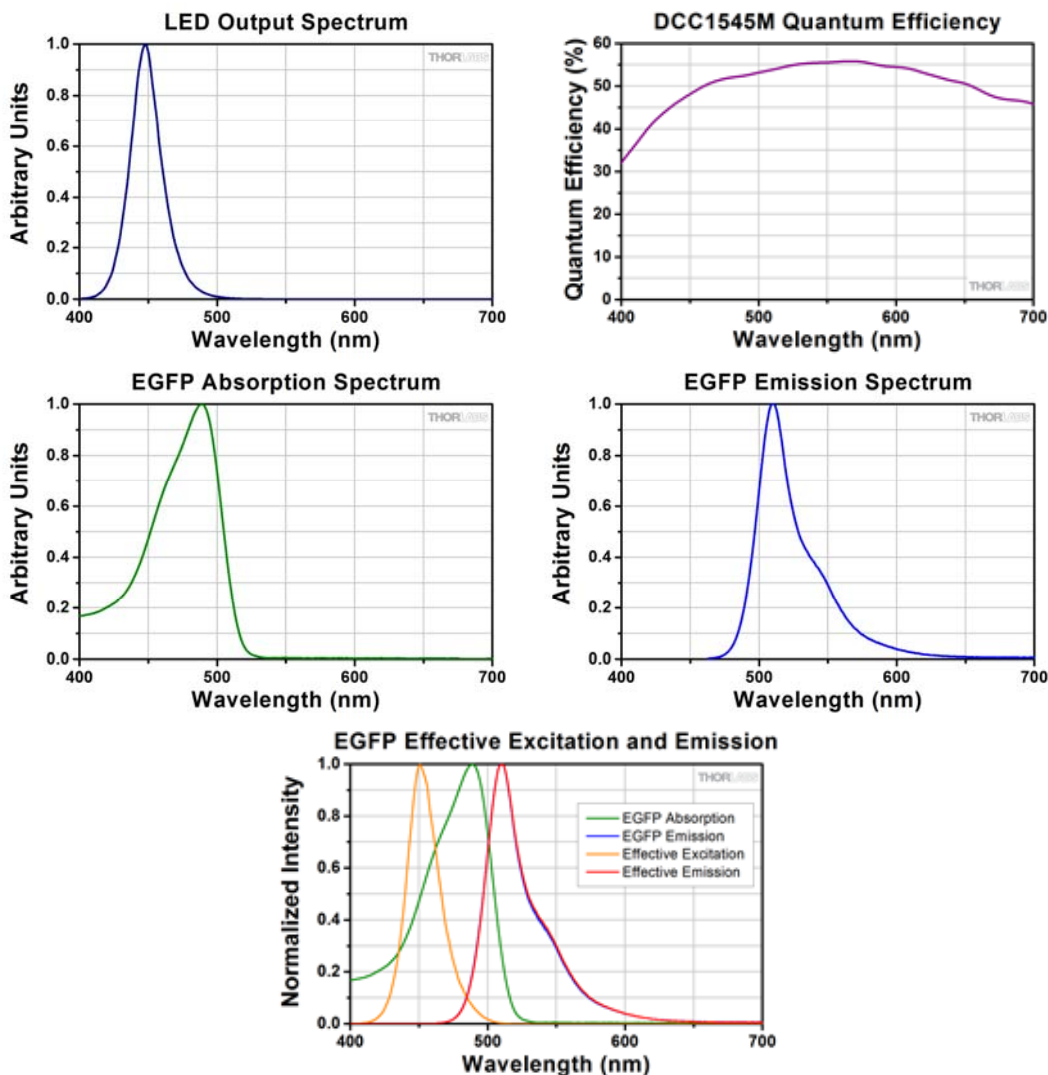 LED Output Spectrum
Arbitrary Units
1.0
0.8
0.6
0.4
0.2
0.0
THORLABS
400
500
600
700
Wavelength (nm)
DCC1545M Quantum Efficiency
Quantum Efficiency (%)
60
50
40
30
20
10
0
THORLABS
400
500
600
700
Wavelength (nm)
EGFP Absorption Spectrum
Arbitrary Units
1.0
0.8
0.6
0.4
0.2
0.0
THORLABS
400
500
600
700
Wavelength (nm)
EGFP Emission Spectrum
Arbitrary Units
1.0
0.8
0.6
0.4
0.2
0.0
THORLABS
400
500
600
700
Wavelength (nm)
EGFP Effective Excitation and Emission
Normalized Intensity
1.0
0.8
0.6
0.4
0.2
0.0
THORLABS
EGFP Absorption
EGFP Emission
Effective Excitation
Effective Emission
400
500
600
700
Wavelength (nm)